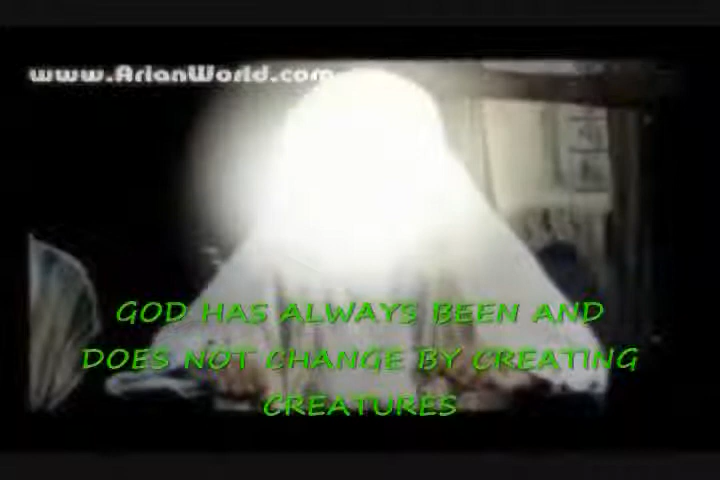 www.ArianWorld.com
GOD HAS ALWAYS BEEN AND
DOES NOT CHANGE BY CREATING
CREATURES